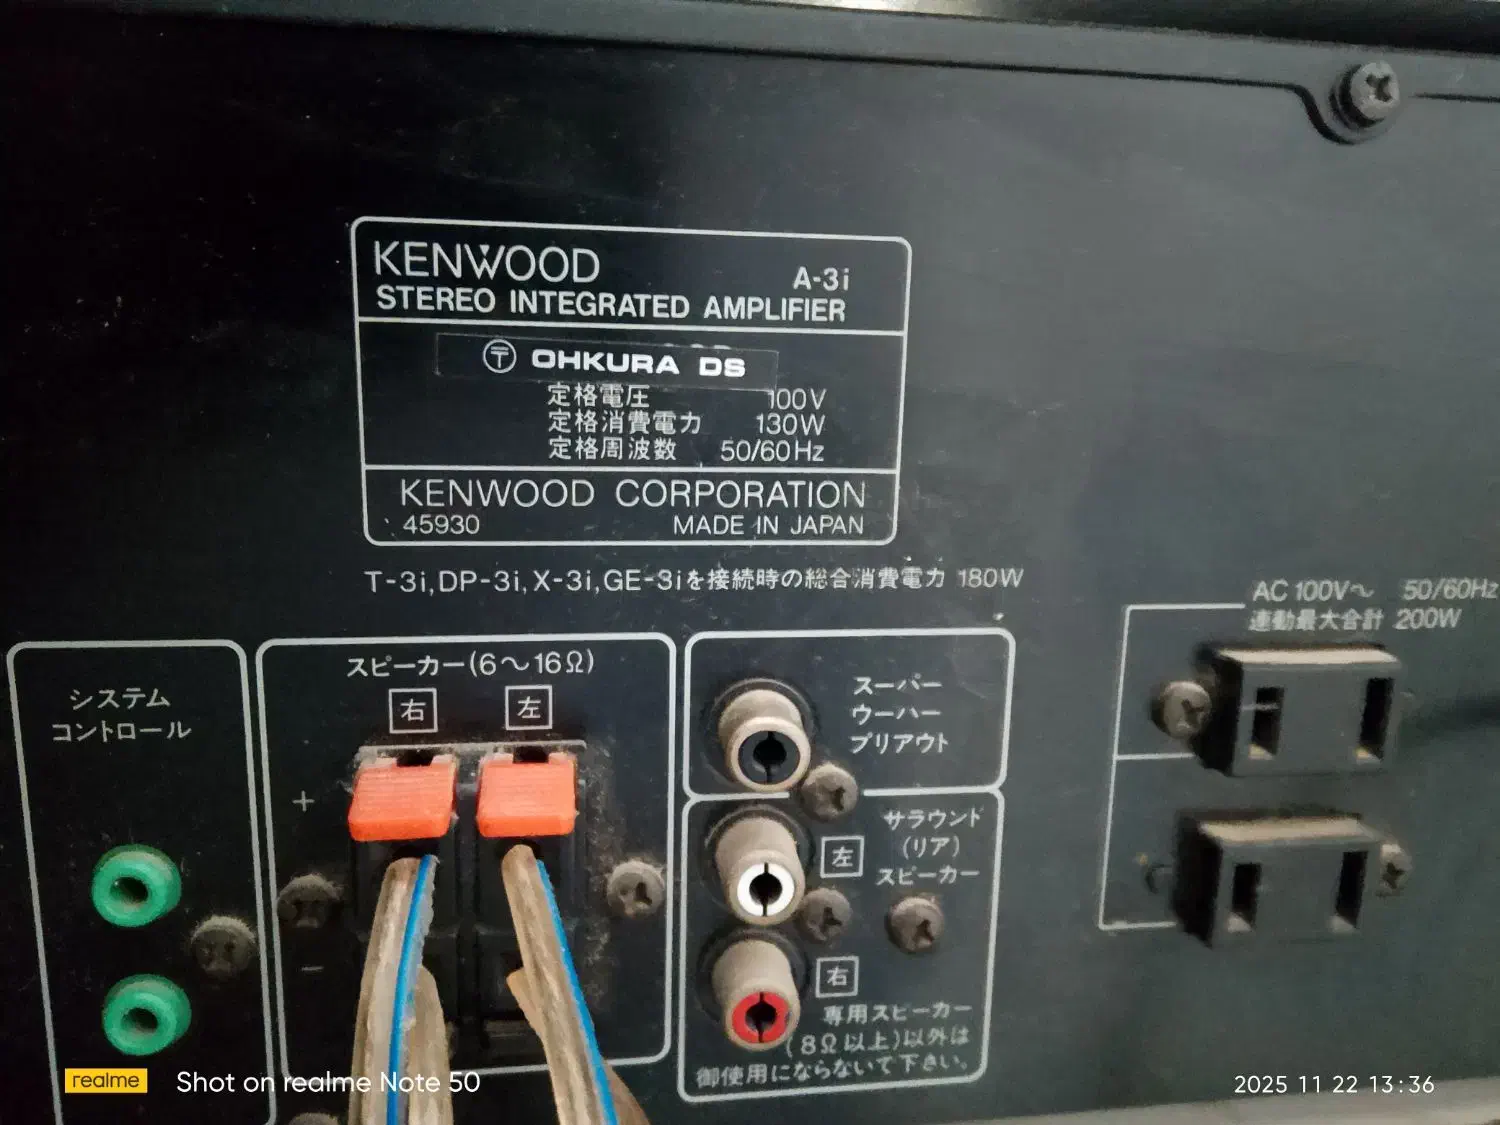 KENWOOD
A-3i
STEREO INTEGRATED AMPLIFIER
〒 OHKURA DS
定格電圧 100V
定格消費電力 130W
定格周波数 50/60Hz
KENWOOD CORPORATION
45930 MADE IN JAPAN
T-3i,DP-3i,X-3i,GE-3iを接続時の総合消費電力 180W
AC 100V～ 50/60Hz
連動最大合計 200W
システム
コントロール
スピーカー(6～16Ω)
右 左
+
−
スーパー
ウーハー
プリアウト
サラウンド
(リア)
スピーカー
左
右
専用スピーカー
(8Ω以上)以外は
御使用にならないで下さい。
realme Shot on realme Note 50
2025 11 22 13:36